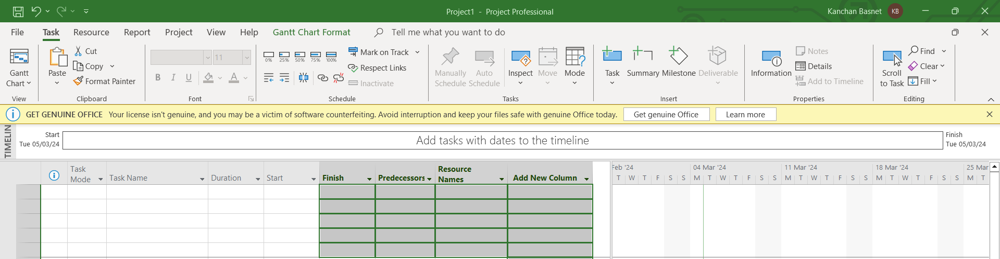 Project1 - Project Professional
Kanchan Basnet KB
File Task Resource Report Project View Help Gantt Chart Format Tell me what you want to do
Gantt
Chart
View
Paste
Cut
Copy
Format Painter
Clipboard
11
B I U A
Font
0% 25% 50% 75% 100%
Mark on Track
Respect Links
Inactivate
Schedule
Manually
Schedule
Auto
Schedule
Inspect
Move
Mode
Tasks
Task
Summary
Milestone
Deliverable
Insert
Information
Notes
Details
Add to Timeline
Properties
Scroll
to Task
Find
Clear
Fill
Editing
GET GENUINE OFFICE Your license isn't genuine, and you may be a victim of software counterfeiting. Avoid interruption and keep your files safe with genuine Office today. Get genuine Office Learn more
TIMELIN
Start
Tue 05/03/24
Add tasks with dates to the timeline
Finish
Tue 05/03/24
Task
Mode
Task Name
Duration
Start
Finish
Predecessors
Resource
Names
Add New Column
Feb '24 04 Mar '24 11 Mar '24 18 Mar '24 25 Mar
T W T F S S M T W T F S S M T W T F S S M T W T F S S M T